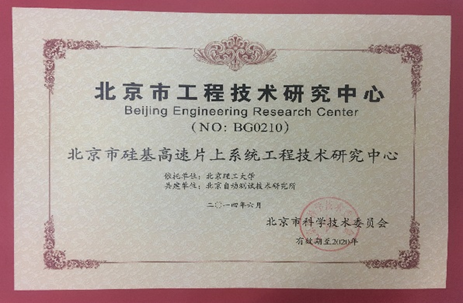 北京市工程技术研究中心
Beijing Engineering Research Center
(NO: BG0210)
北京市硅基高速片上系统工程技术研究中心
依托单位：北京理工大学
共建单位：北京自动测试技术研究所
二〇一四年六月
北京市科学技术委员会
有效期至2020年